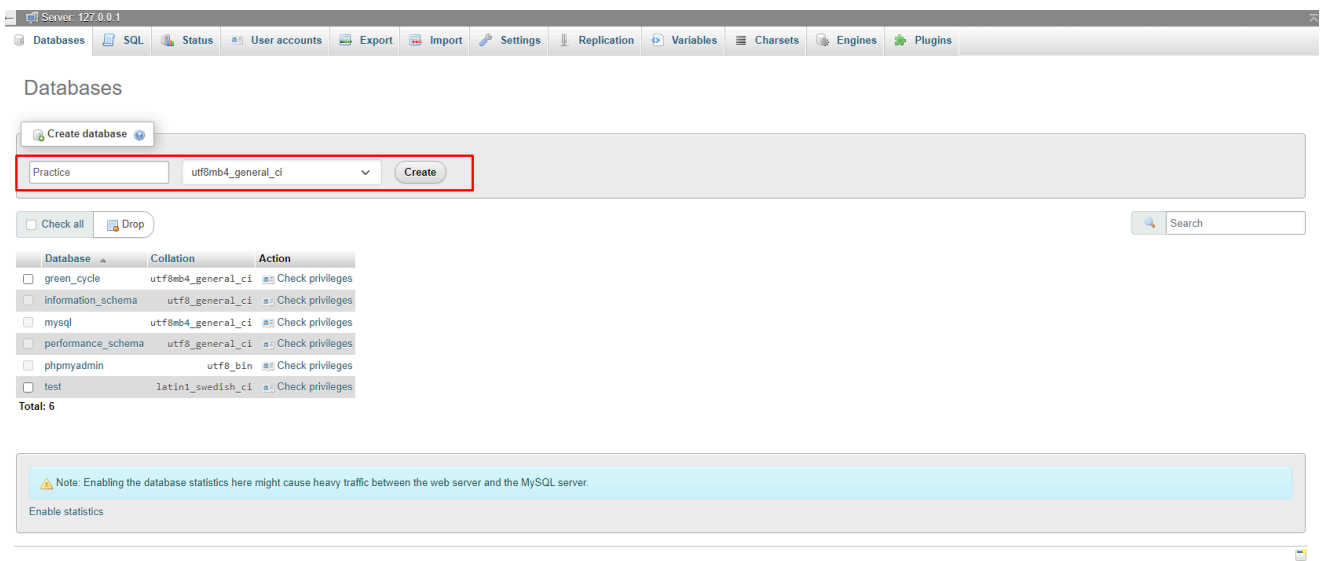 Server: 127.0.0.1
Databases SQL Status User accounts Export Import Settings Replication Variables Charsets Engines Plugins
Databases
Create database
Practice utf8mb4_general_ci Create
Check all Drop Search
Database Collation Action
green_cycle utf8mb4_general_ci Check privileges
information_schema utf8_general_ci Check privileges
mysql utf8mb4_general_ci Check privileges
performance_schema utf8_general_ci Check privileges
phpmyadmin utf8_bin Check privileges
test latin1_swedish_ci Check privileges
Total: 6
Note: Enabling the database statistics here might cause heavy traffic between the web server and the MySQL server.
Enable statistics